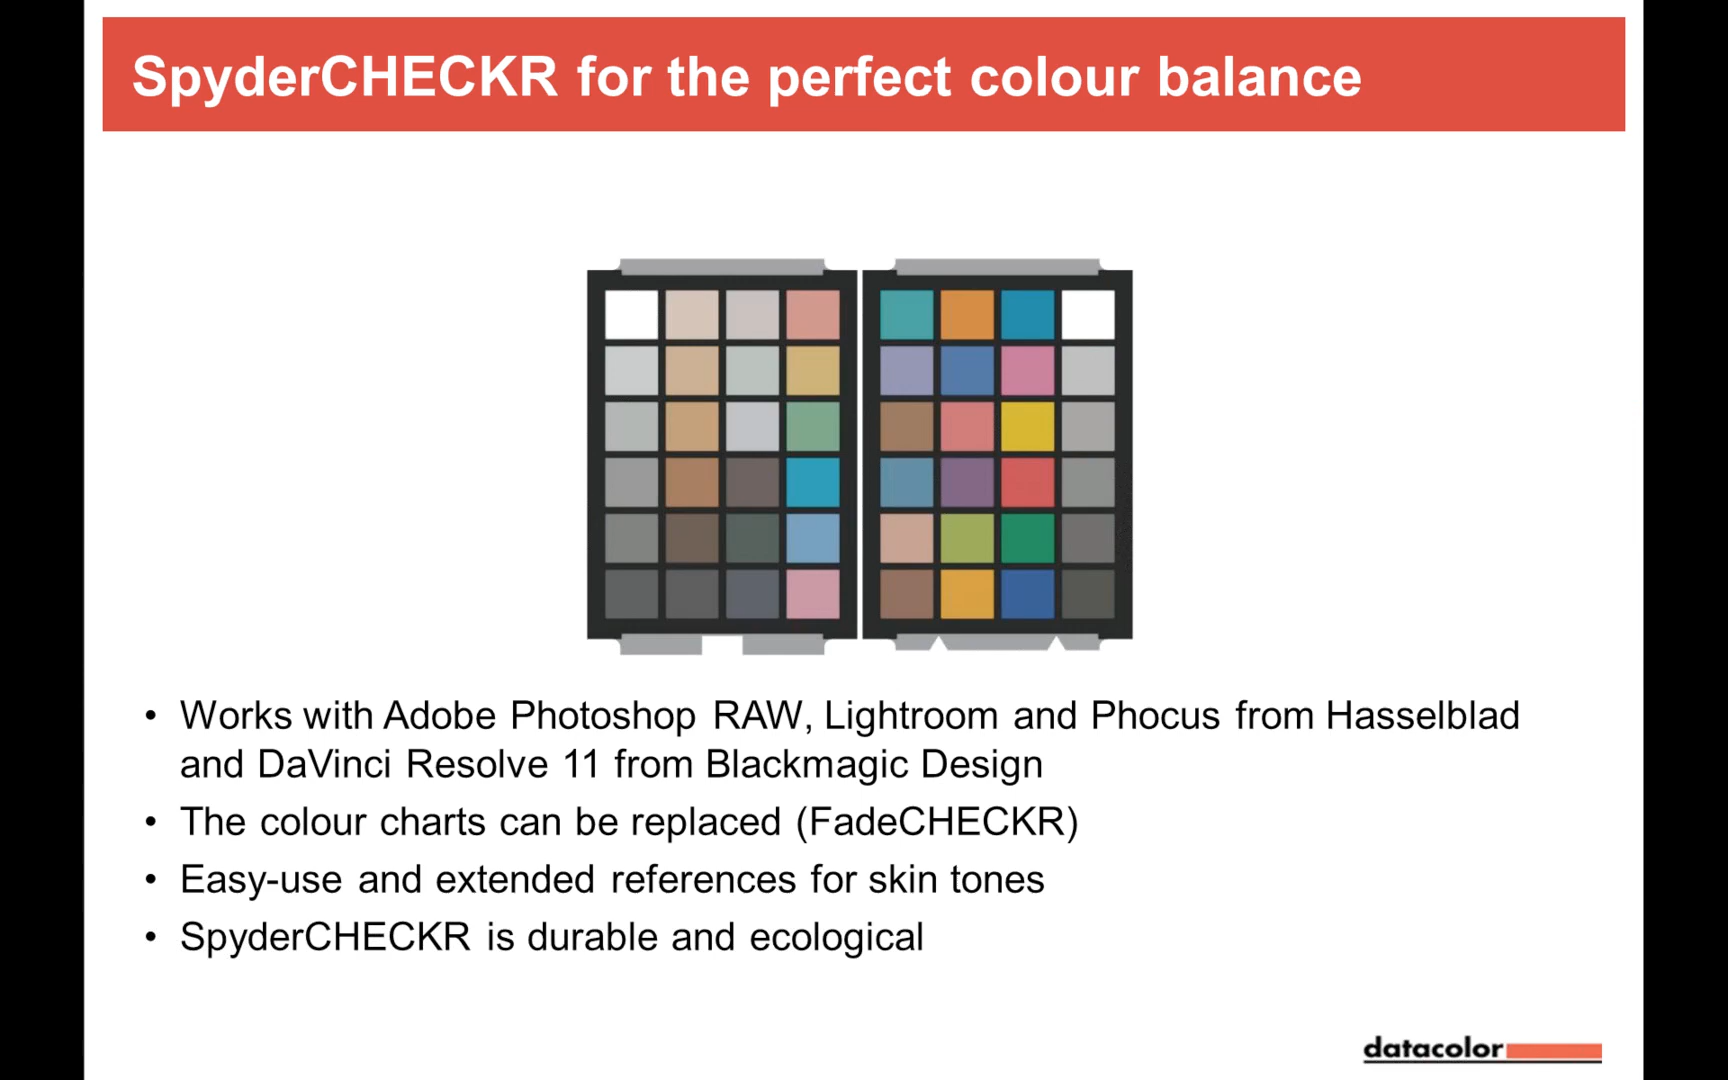 SpyderCHECKR for the perfect colour balance
• Works with Adobe Photoshop RAW, Lightroom and Phocus from Hasselblad
and DaVinci Resolve 11 from Blackmagic Design
• The colour charts can be replaced (FadeCHECKR)
• Easy-use and extended references for skin tones
• SpyderCHECKR is durable and ecological
datacolor